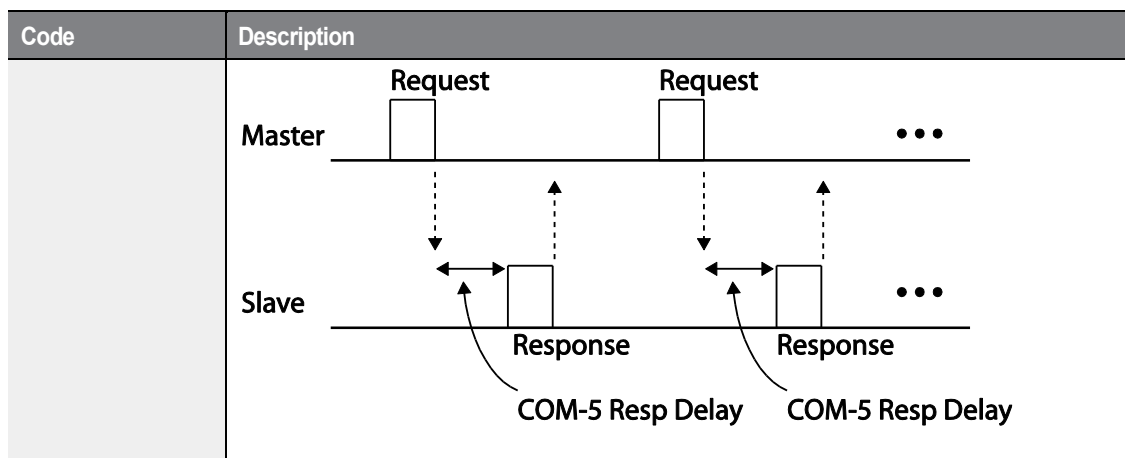 Code Description
Request Request
Master •••
Slave •••
Response Response
COM-5 Resp Delay COM-5 Resp Delay